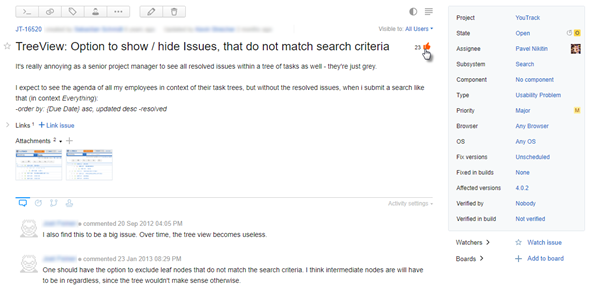 JT-16520 created by
Visible to: All Users
TreeView: Option to show / hide Issues, that do not match search criteria
23
It's really annoying as a senior project manager to see all resolved issues within a tree of tasks as well - they're just grey.
I expect to see the agenda of all my employees in context of their task trees, but without the resolved issues, when i submit a search like
that (in context Everything):
-order by: {Due Date} asc, updated desc -resolved
Links 1 + Link issue
Attachments 2
Activity settings
commented 20 Sep 2012 04:05 PM
I also find this to be a big issue. Over time, the tree view becomes useless.
commented 23 Jan 2013 08:29 PM
One should have the option to exclude leaf nodes that do not match the search criteria. I think intermediate nodes are will have
to be in regardless, since the tree wouldn't make sense otherwise.
Project YouTrack
State Open O
Assignee Pavel Nikitin
Subsystem Search
Component No component
Type Usability Problem
Priority Major M
Browser Any Browser
OS Any OS
Fix versions Unscheduled
Fixed in builds None
Affected versions 4.0.2
Verified by Nobody
Verified in build Not verified
Watchers Watch issue
Boards Add to board